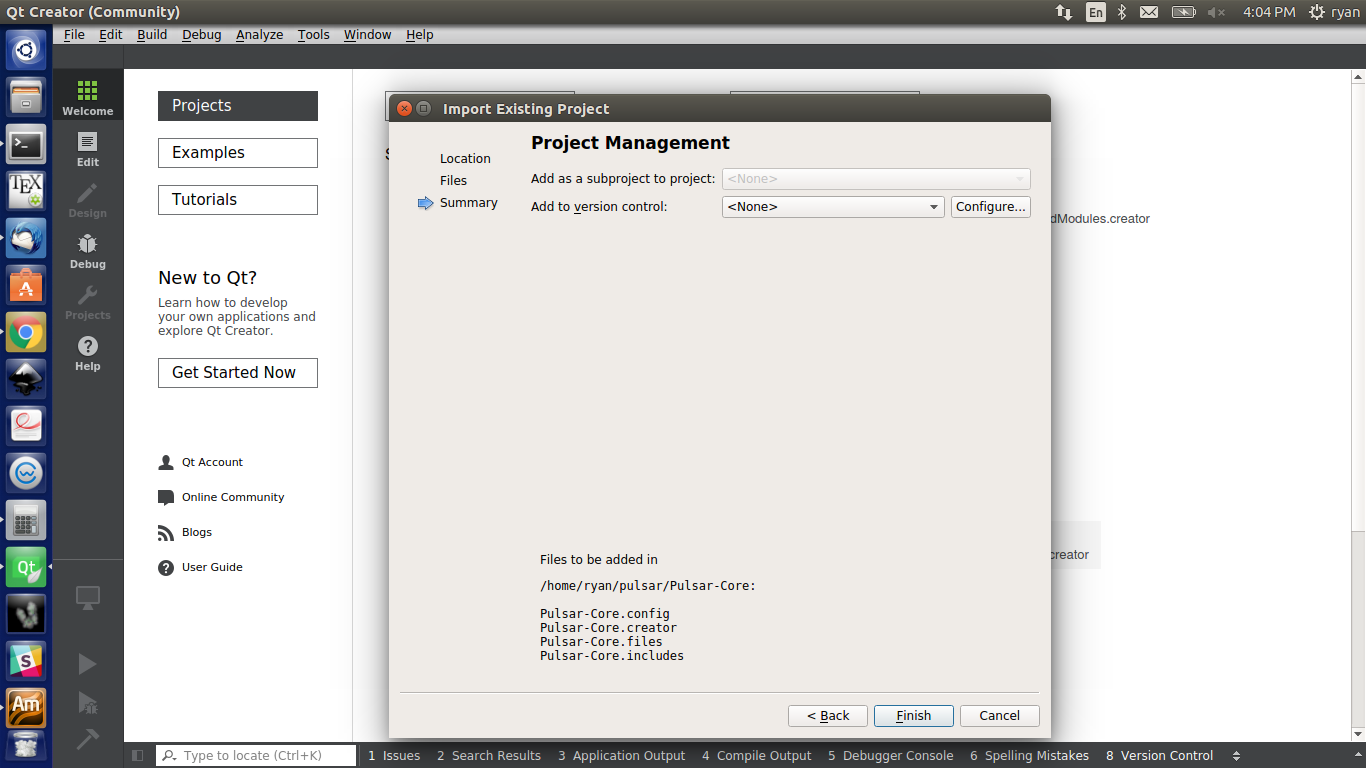 Qt Creator (Community)
En
4:04 PM
ryan
File Edit Build Debug Analyze Tools Window Help
Welcome
Edit
Design
Debug
Projects
Help
Projects
Examples
Tutorials
New to Qt?
Learn how to develop
your own applications and
explore Qt Creator.
Get Started Now
Qt Account
Online Community
Blogs
User Guide
Import Existing Project
Location
Files
Summary
Project Management
Add as a subproject to project: <None>
Add to version control: <None> Configure...
Files to be added in
/home/ryan/pulsar/Pulsar-Core:
Pulsar-Core.config
Pulsar-Core.creator
Pulsar-Core.files
Pulsar-Core.includes
< Back Finish Cancel
dModules.creator
creator
TEX
Qt
S
Am
Type to locate (Ctrl+K)
1 Issues 2 Search Results 3 Application Output 4 Compile Output 5 Debugger Console 6 Spelling Mistakes 8 Version Control